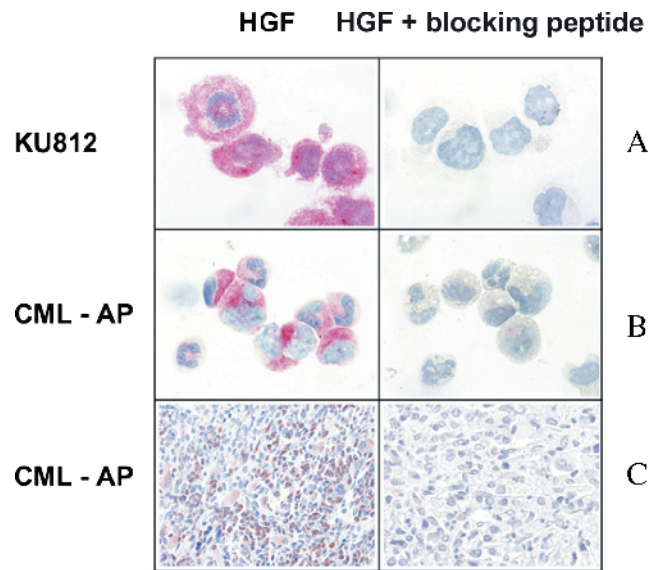 HGF HGF + blocking peptide
KU812 A
CML - AP B
CML - AP C